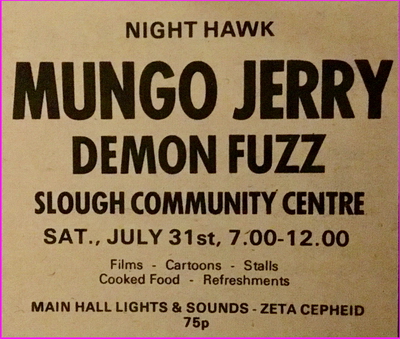 NIGHT HAWK
MUNGO JERRY
DEMON FUZZ
SLOUGH COMMUNITY CENTRE
SAT., JULY 31st, 7.00-12.00
Films - Cartoons - Stalls
Cooked Food - Refreshments
MAIN HALL LIGHTS & SOUNDS - ZETA CEPHEID
75p